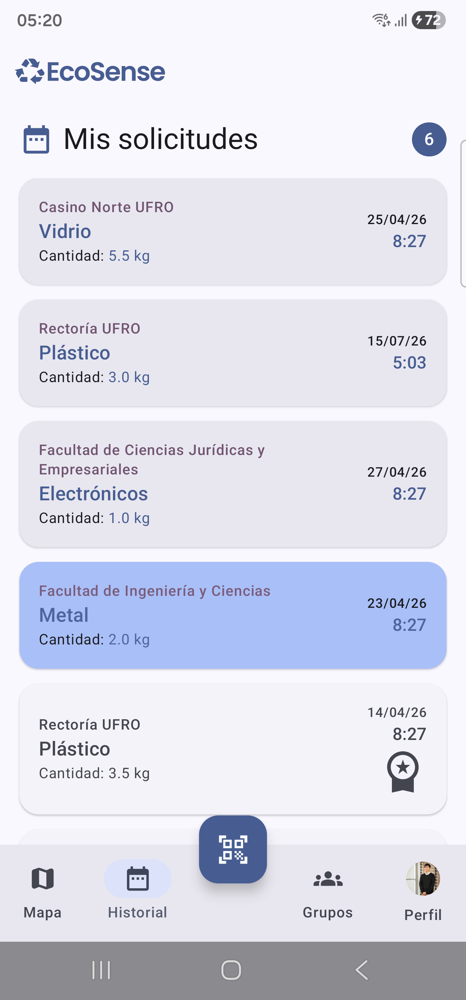 05:20
6
72
EcoSense
Mis solicitudes
6
Casino Norte UFRO
Vidrio
Cantidad: 5.5 kg
25/04/26
8:27
Rectoría UFRO
Plástico
Cantidad: 3.0 kg
15/07/26
5:03
Facultad de Ciencias Jurídicas y
Empresariales
Electrónicos
Cantidad: 1.0 kg
27/04/26
8:27
Facultad de Ingeniería y Ciencias
Metal
Cantidad: 2.0 kg
23/04/26
8:27
Rectoría UFRO
Plástico
Cantidad: 3.5 kg
14/04/26
8:27
Mapa
Historial
Grupos
Perfil